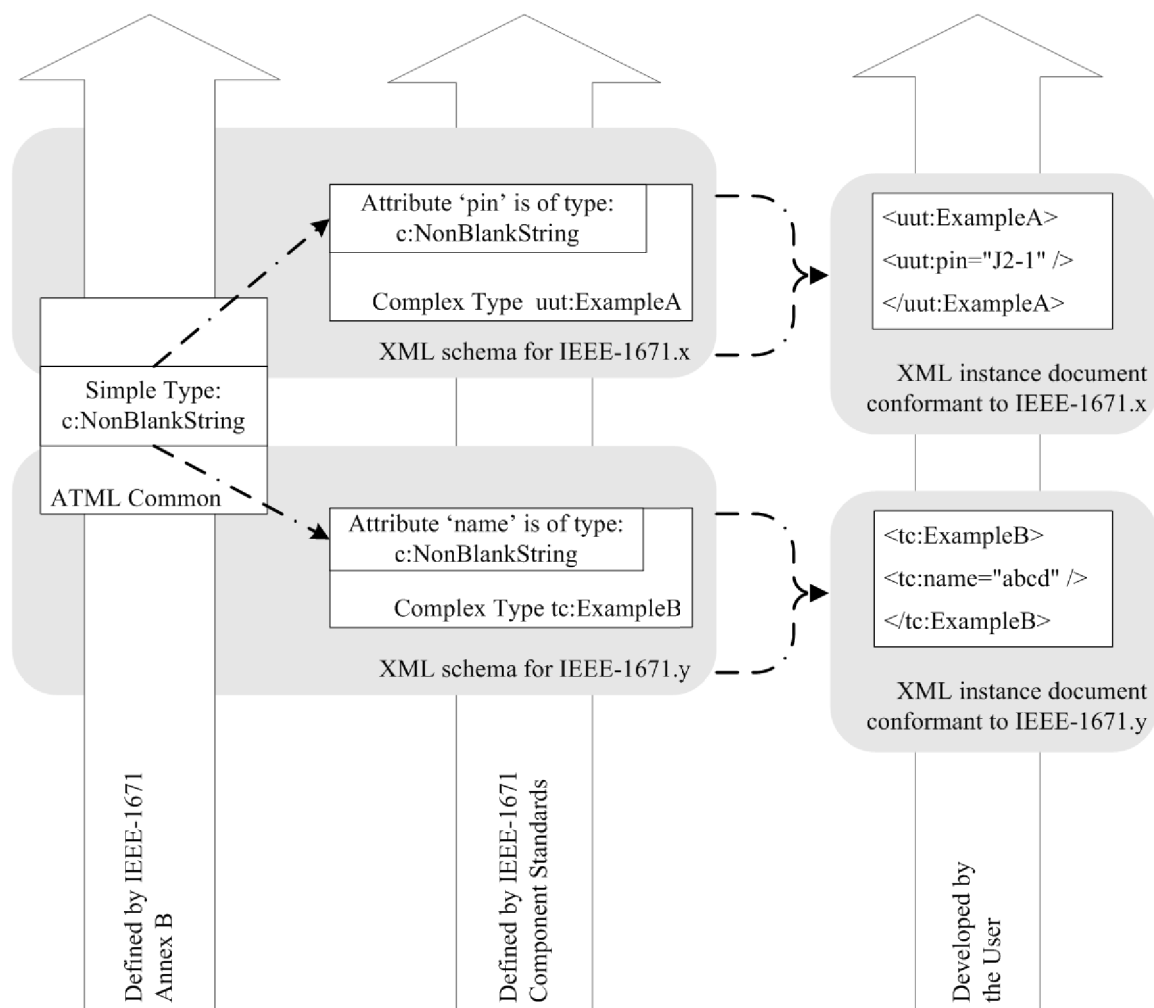 Attribute ‘pin’ is of type:
c:NonBlankString
Complex Type uut:ExampleA
XML schema for IEEE-1671.x
<uut:ExampleA>
<uut:pin="J2-1" />
</uut:ExampleA>
XML instance document
conformant to IEEE-1671.x
Simple Type:
c:NonBlankString
ATML Common
Attribute ‘name’ is of type:
c:NonBlankString
Complex Type tc:ExampleB
XML schema for IEEE-1671.y
<tc:ExampleB>
<tc:name="abcd" />
</tc:ExampleB>
XML instance document
conformant to IEEE-1671.y
Defined by IEEE-1671
Annex B
Defined by IEEE-1671
Component Standards
Developed by
the User